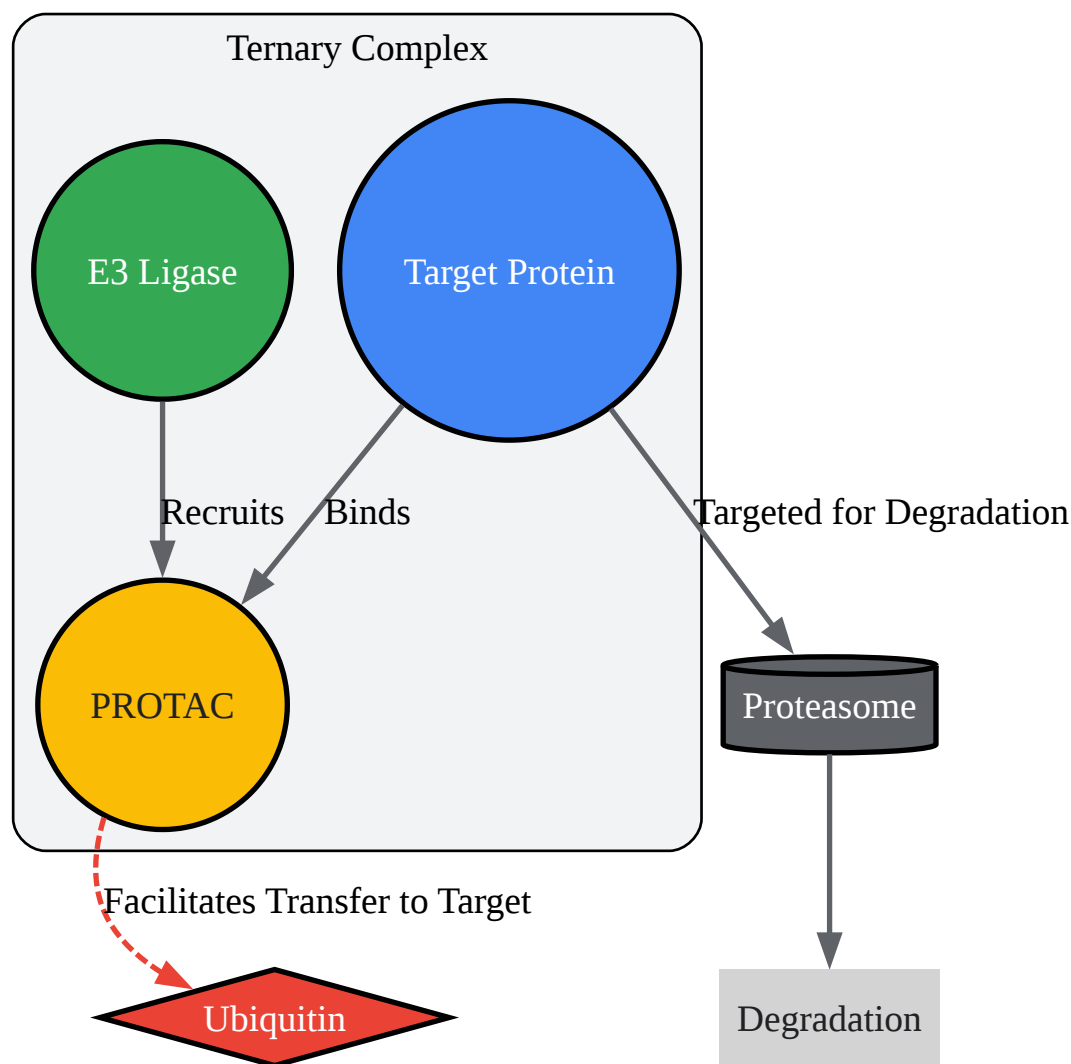 Ternary Complex
E3 Ligase
Target Protein
Recruits
Binds
Targeted for Degradation
PROTAC
Proteasome
Facilitates Transfer to Target
Ubiquitin
Degradation